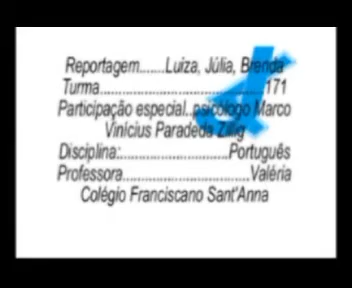 Reportagem.......Luiza, Júlia, Brenda
Turma.......................................171
Participação especial..psicólogo Marco
Vinícius Paradeda Zillig
Disciplina:...........................Português
Professora...............................Valéria
Colégio Franciscano Sant'Anna